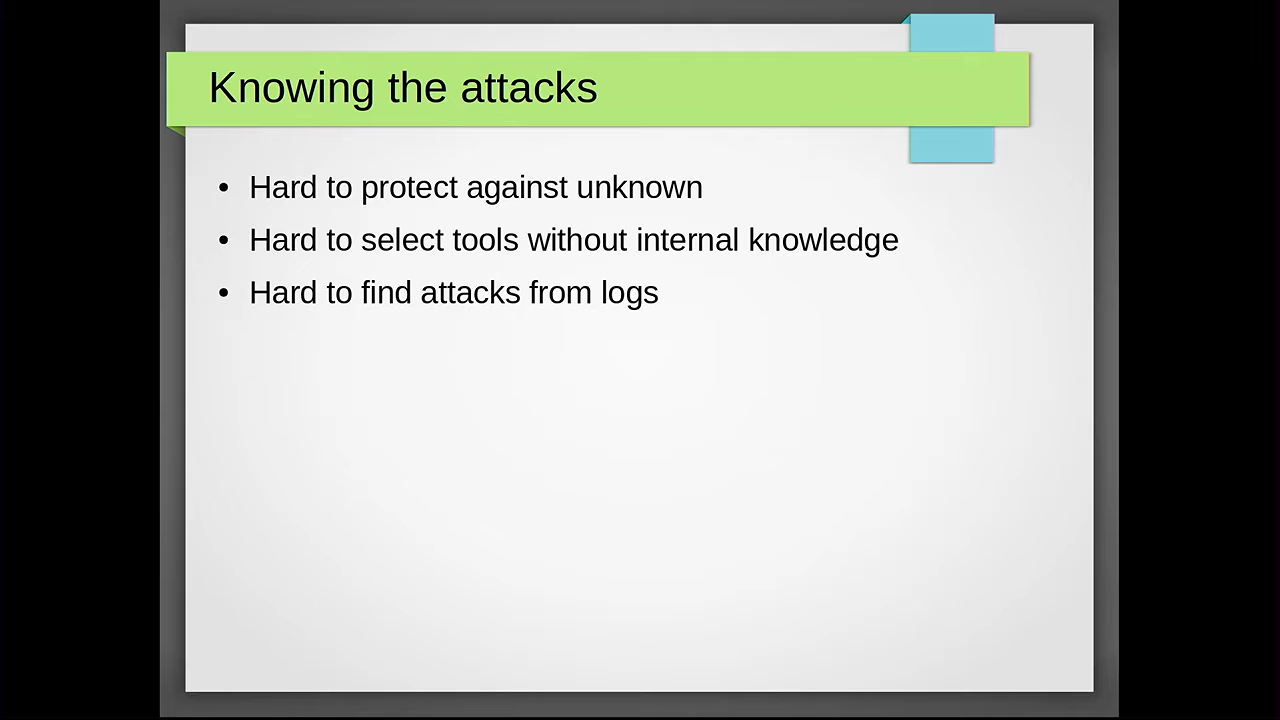 Knowing the attacks
• Hard to protect against unknown
• Hard to select tools without internal knowledge
• Hard to find attacks from logs